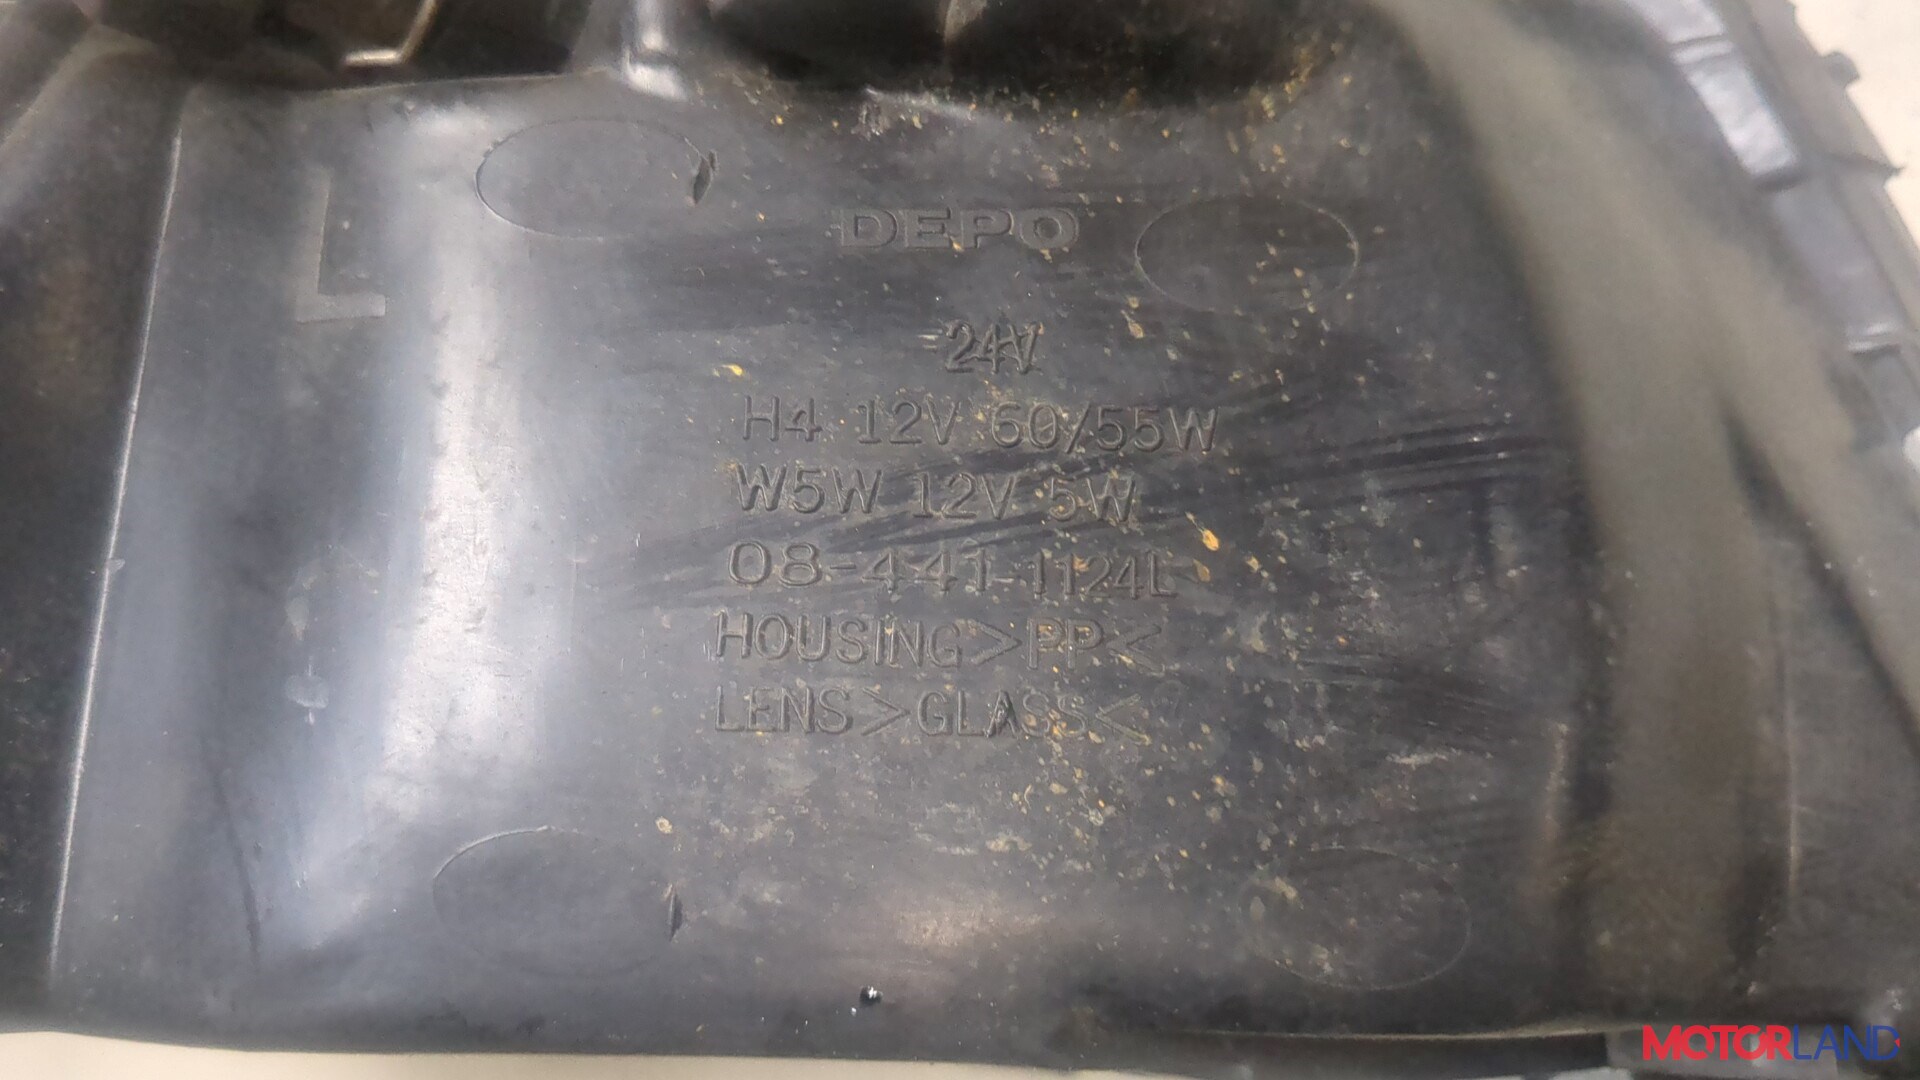 L
DEPO
24V
H4 12V 60/55W
W5W 12V 5W
08-441-1124L
HOUSING>PP<
LENS>GLASS<
MOTORLAND